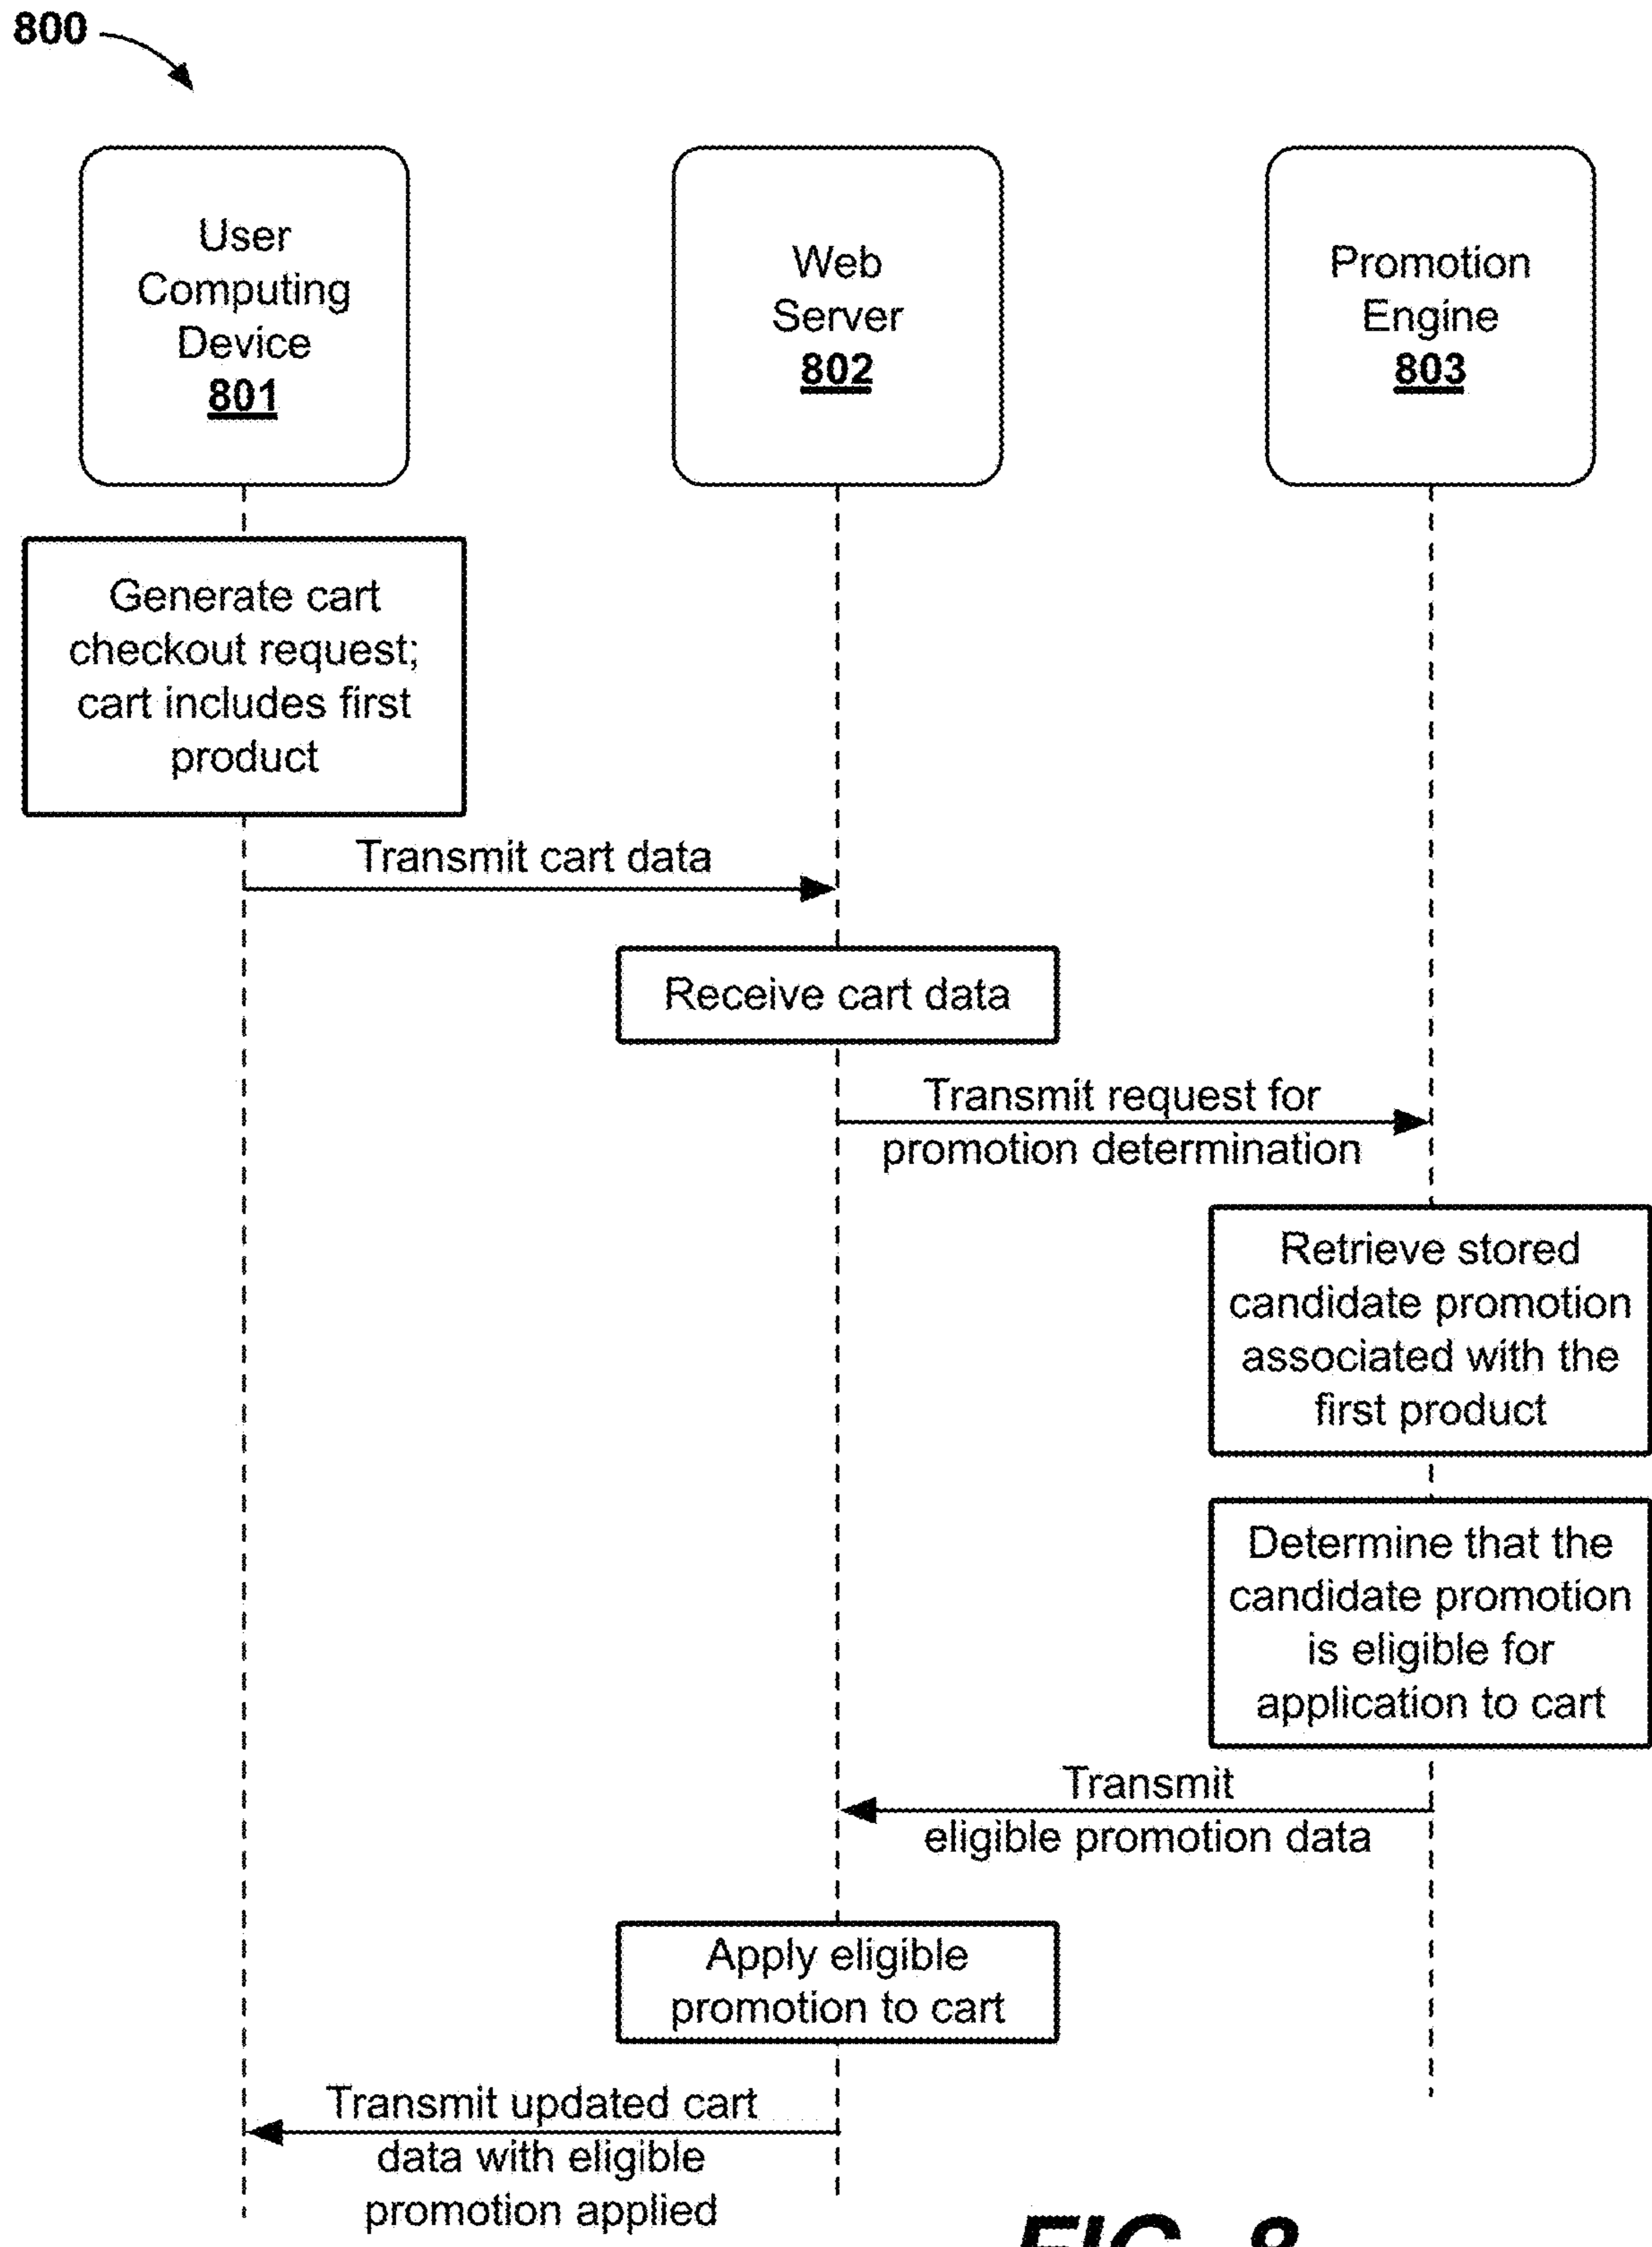 800
User
Computing
Device
801
Web
Server
802
Promotion
Engine
803
Generate cart
checkout request;
cart includes first
product
Transmit cart data
Receive cart data
Transmit request for
promotion determination
Retrieve stored
candidate promotion
associated with the
first product
Determine that the
candidate promotion
is eligible for
application to cart
Transmit
eligible promotion data
Apply eligible
promotion to cart
Transmit updated cart
data with eligible
promotion applied
FIG. 8